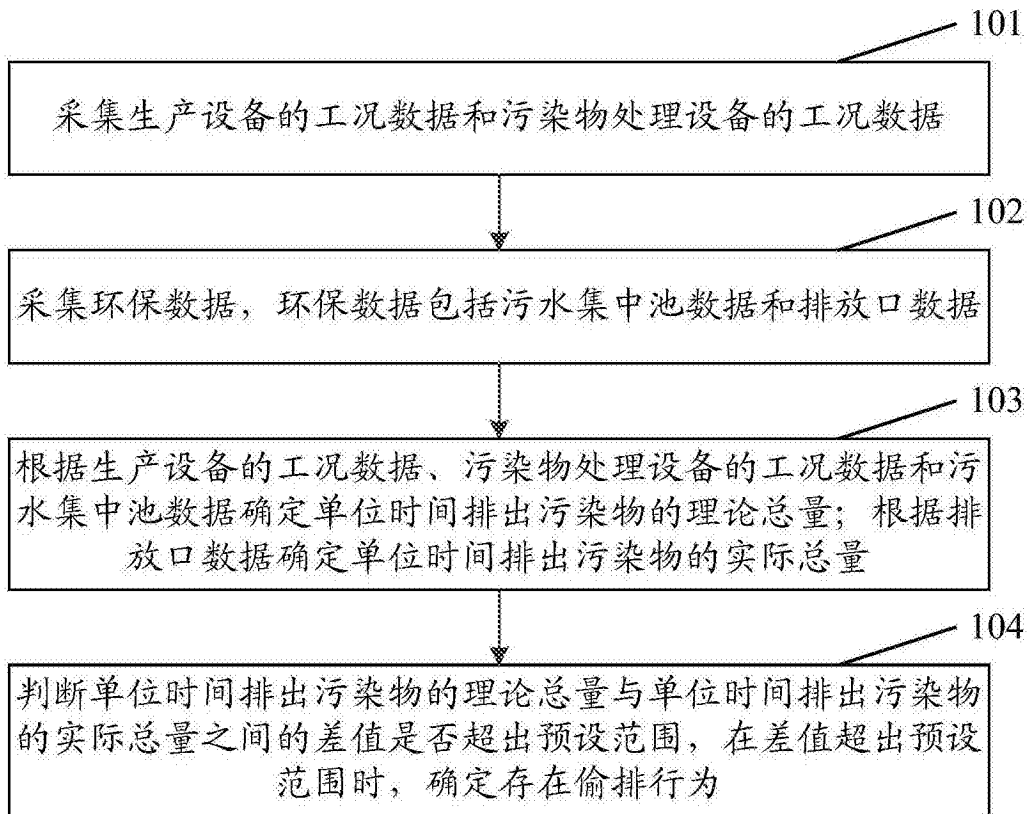 101
采集生产设备的工况数据和污染物处理设备的工况数据
102
采集环保数据，环保数据包括污水集中池数据和排放口数据
103
根据生产设备的工况数据、污染物处理设备的工况数据和污
水集中池数据确定单位时间排出污染物的理论总量；根据排
放口数据确定单位时间排出污染物的实际总量
104
判断单位时间排出污染物的理论总量与单位时间排出污染物
的实际总量之间的差值是否超出预设范围，在差值超出预设
范围时，确定存在偷排行为